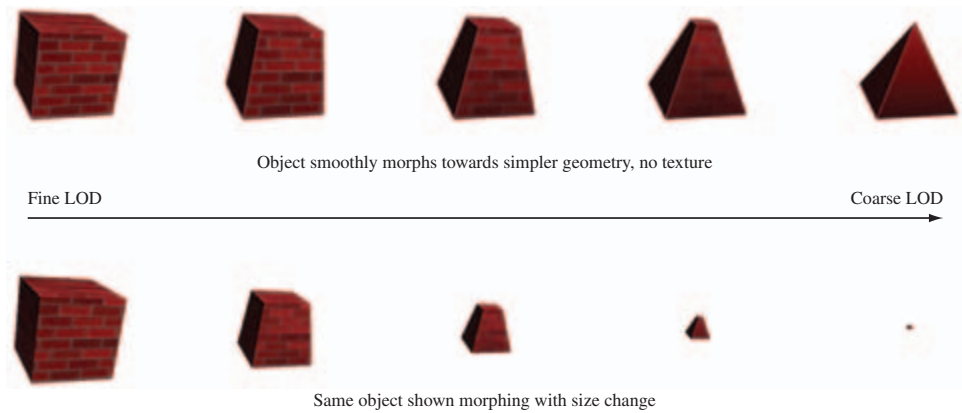 Object smoothly morphs towards simpler geometry, no texture
Fine LOD
Coarse LOD
Same object shown morphing with size change